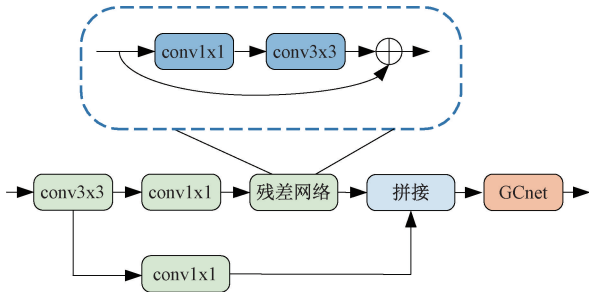 conv1x1
conv3x3
conv3x3
conv1x1
残差网络
拼接
GCnet
conv1x1